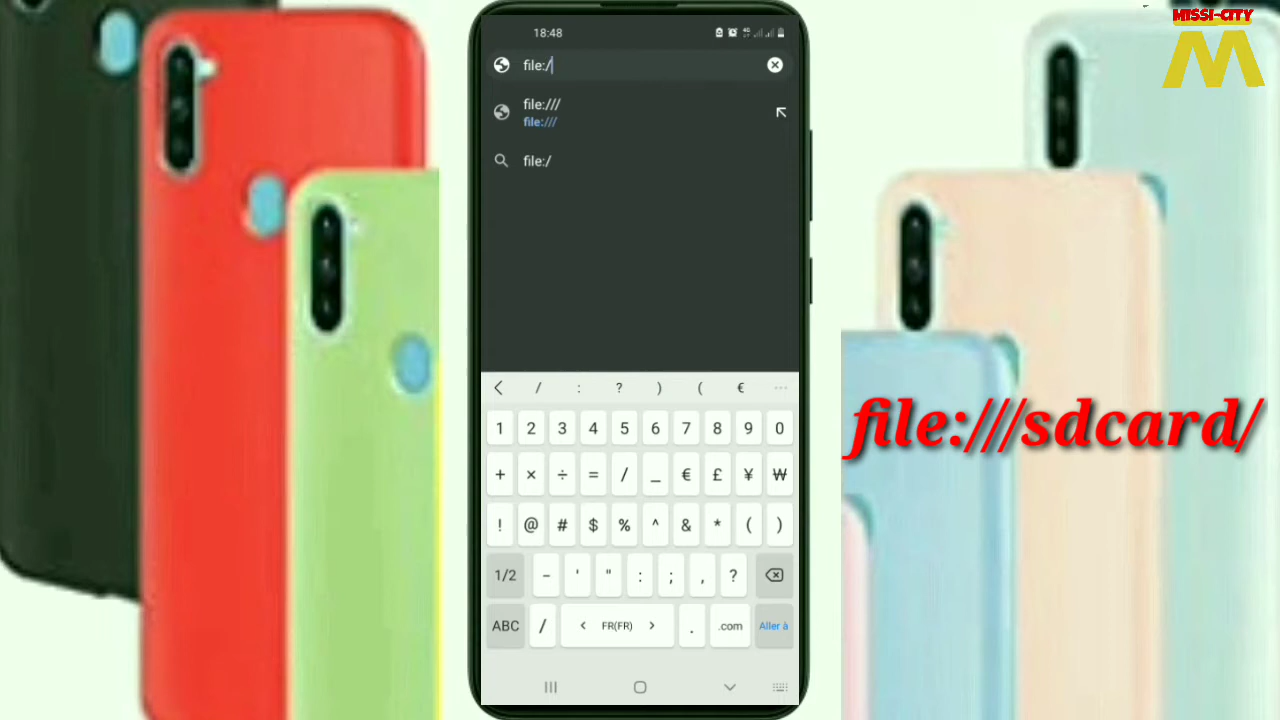 MISSI-CITY
M
18:48
file:/
file:///
file:///
file:/
/ : ? ) ( €
1 2 3 4 5 6 7 8 9 0
+ × ÷ = / _ € £ ¥ ₩
! @ # $ % ^ & * ( )
1/2 - ' " : ; , ?
ABC / < FR(FR) > . .com Aller à
file:///sdcard/